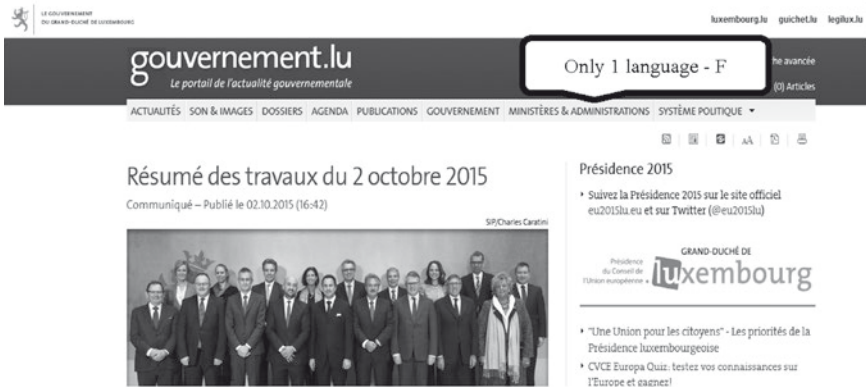 LE GOUVERNEMENT
DU GRAND-DUCHÉ DE LUXEMBOURG
luxembourg.lu guichet.lu legilux.lu
gouvernement.lu
Le portail de l'actualité gouvernementale
Only 1 language - F
he avancée
(0) Articles
ACTUALITÉS SON & IMAGES DOSSIERS AGENDA PUBLICATIONS GOUVERNEMENT MINISTÈRES & ADMINISTRATIONS SYSTÈME POLITIQUE
Résumé des travaux du 2 octobre 2015
Communiqué – Publié le 02.10.2015 (16:42)
SIP/Charles Caratini
Présidence 2015
Suivez la Présidence 2015 sur le site officiel
eu2015lu.eu et sur Twitter (@eu2015lu)
Présidence
du Conseil de
l'Union européenne
GRAND-DUCHÉ DE
luxembourg
"Une Union pour les citoyens" - Les priorités de la
Présidence luxembourgeoise
CVCE Europa Quiz: testez vos connaissances sur
l'Europe et gagnez!